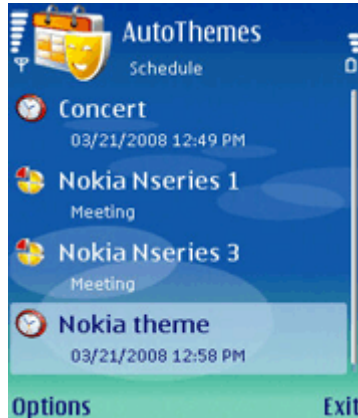 AutoThemes
Schedule
Concert
03/21/2008 12:49 PM
Nokia Nseries 1
Meeting
Nokia Nseries 3
Meeting
Nokia theme
03/21/2008 12:58 PM
Options Exit